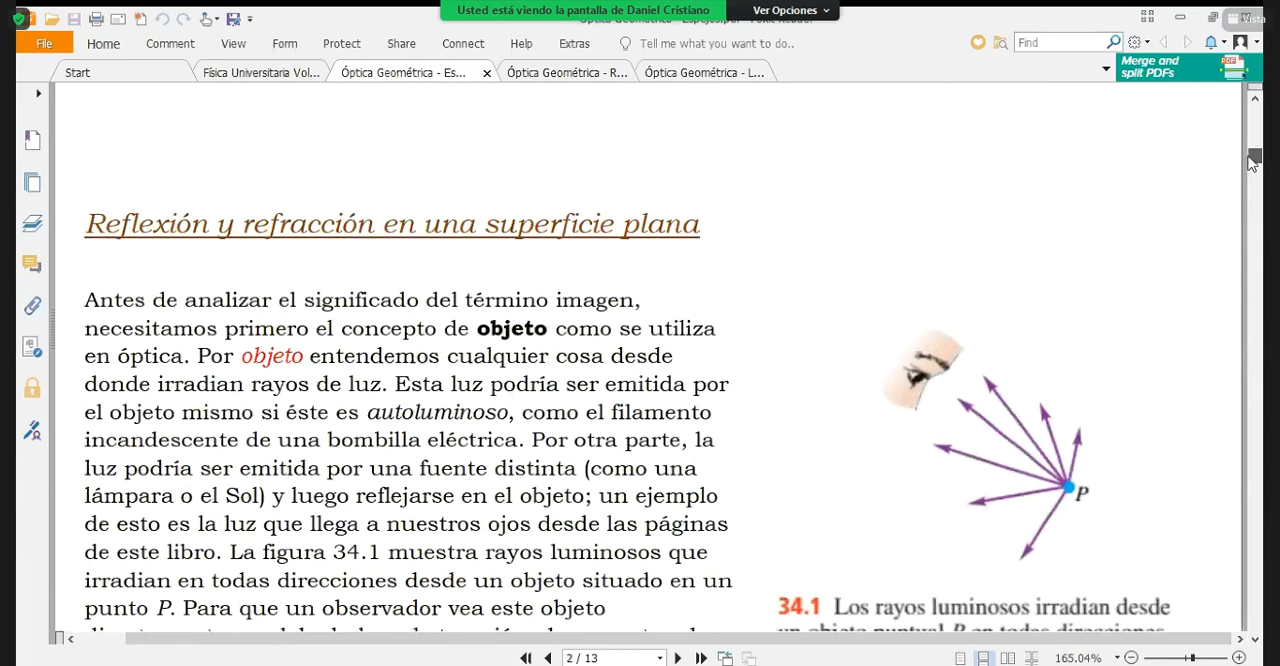 Usted está viendo la pantalla de Daniel Cristiano
Ver Opciones
Vista
File
Home
Comment
View
Form
Protect
Share
Connect
Help
Extras
Tell me what you want to do..
Find
Start
Física Universitaria Vol...
Óptica Geométrica - Es...
Óptica Geométrica - R...
Óptica Geométrica - L...
Merge and
split PDFs
Reflexión y refracción en una superficie plana
Antes de analizar el significado del término imagen,
necesitamos primero el concepto de objeto como se utiliza
en óptica. Por objeto entendemos cualquier cosa desde
donde irradian rayos de luz. Esta luz podría ser emitida por
el objeto mismo si éste es autoluminoso, como el filamento
incandescente de una bombilla eléctrica. Por otra parte, la
luz podría ser emitida por una fuente distinta (como una
lámpara o el Sol) y luego reflejarse en el objeto; un ejemplo
de esto es la luz que llega a nuestros ojos desde las páginas
de este libro. La figura 34.1 muestra rayos luminosos que
irradian en todas direcciones desde un objeto situado en un
punto P. Para que un observador vea este objeto
P
34.1 Los rayos luminosos irradian desde
un objeto puntual P en todas direcciones
2 / 13
165.04%